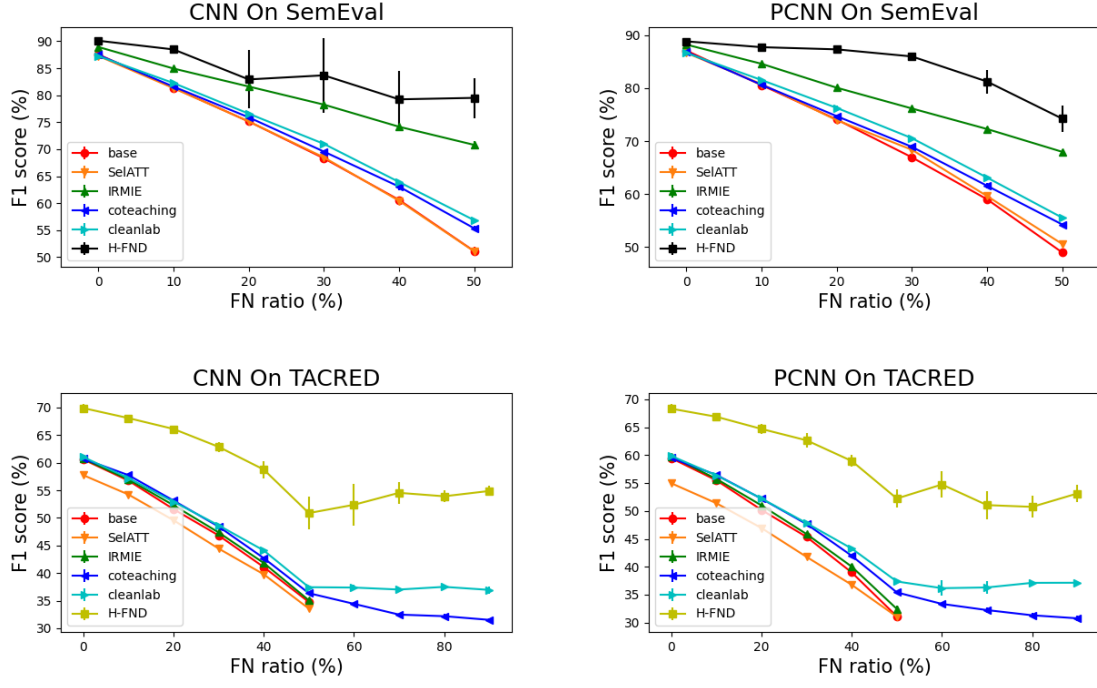 CNN On SemEval
F1 score (%)
90
85
80
75
70
65
60
55
50
base
SelATT
IRMIE
coteaching
cleanlab
H-FND
0 10 20 30 40 50
FN ratio (%)
PCNN On SemEval
F1 score (%)
90
80
70
60
50
base
SelATT
IRMIE
coteaching
cleanlab
H-FND
0 10 20 30 40 50
FN ratio (%)
CNN On TACRED
F1 score (%)
70
65
60
55
50
45
40
35
30
base
SelATT
IRMIE
coteaching
cleanlab
H-FND
0 20 40 60 80
FN ratio (%)
PCNN On TACRED
F1 score (%)
70
65
60
55
50
45
40
35
30
base
SelATT
IRMIE
coteaching
cleanlab
H-FND
0 20 40 60 80
FN ratio (%)